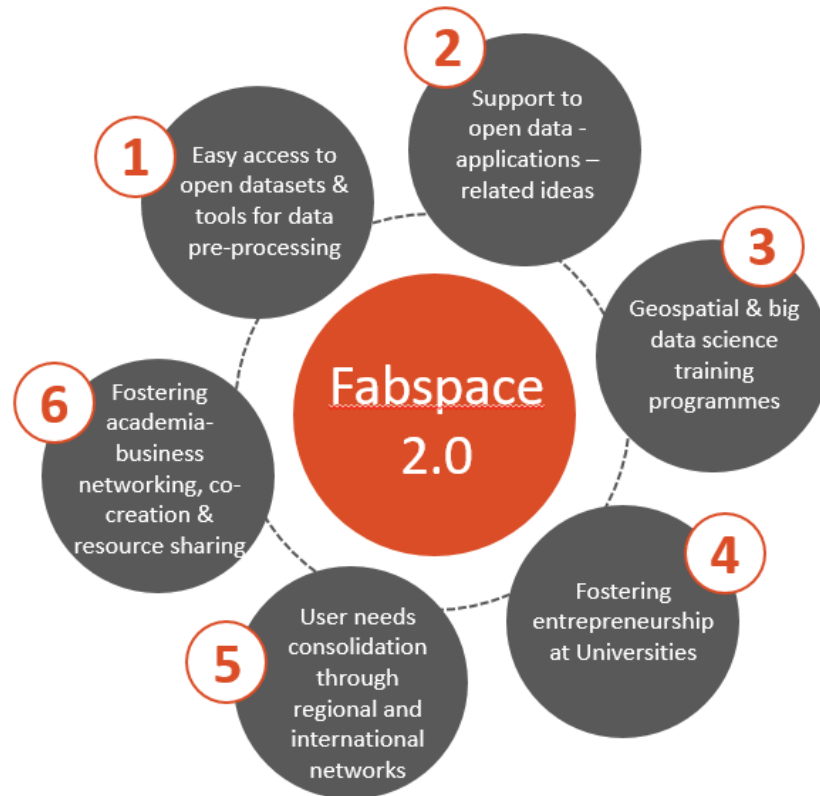 1
Easy access to
open datasets &
tools for data
pre-processing
2
Support to
open data -
applications –
related ideas
3
Geospatial & big
data science
training
programmes
4
Fostering
entrepreneurship
at Universities
5
User needs
consolidation
through
regional and
international
networks
6
Fostering
academia-
business
networking, co-
creation &
resource sharing
Fabspace
2.0